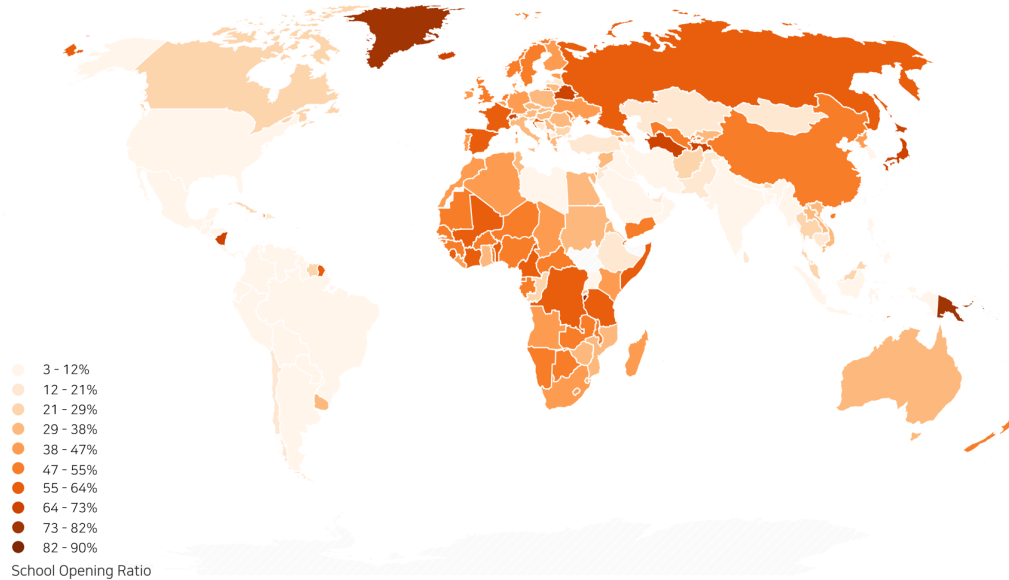 3 - 12%
12 - 21%
21 - 29%
29 - 38%
38 - 47%
47 - 55%
55 - 64%
64 - 73%
73 - 82%
82 - 90%
School Opening Ratio